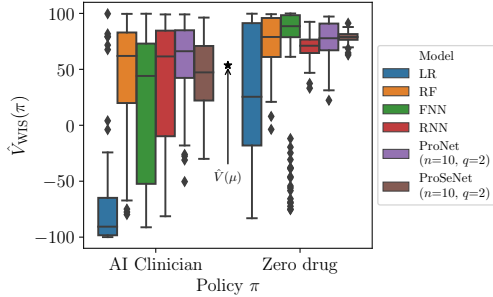 100
50
0
−50
−100
V̂_WIS(π)
V̂(μ)
AI Clinician
Zero drug
Policy π
Model
LR
RF
FNN
RNN
ProNet
(n=10, q=2)
ProSeNet
(n=10, q=2)